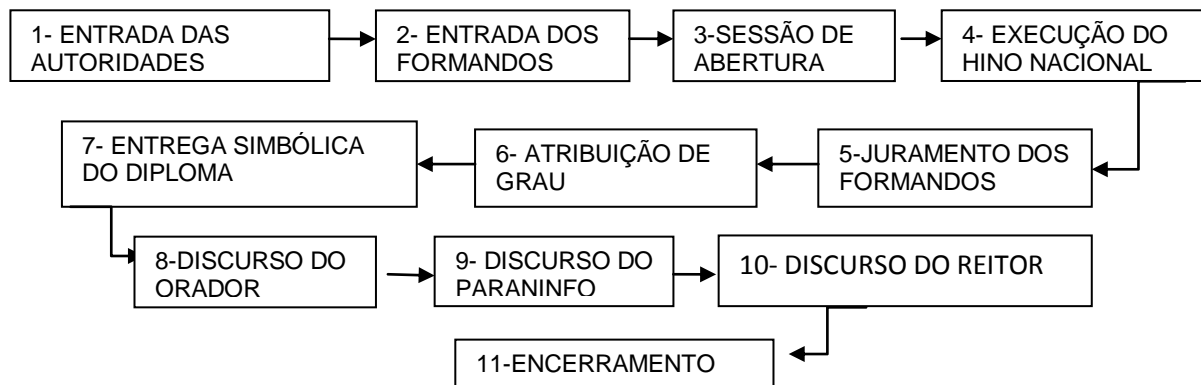 1- ENTRADA DAS
AUTORIDADES
2- ENTRADA DOS
FORMANDOS
3-SESSÃO DE
ABERTURA
4- EXECUÇÃO DO
HINO NACIONAL
5-JURAMENTO DOS
FORMANDOS
6- ATRIBUIÇÃO DE
GRAU
7- ENTREGA SIMBÓLICA
DO DIPLOMA
8-DISCURSO DO
ORADOR
9- DISCURSO DO
PARANINFO
10- DISCURSO DO REITOR
11-ENCERRAMENTO